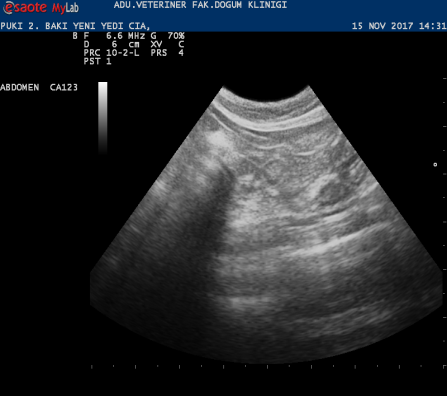 esaote MyLab
ADU.VETERINER FAK.DOGUM KLINIGI
PUKI 2. BAKI YENI YEDI CIA,
15 NOV 2017 14:31
B F 6.6 MHz G 70%
D 6 cm XV C
PRC 10-2-L PRS 4
PST 1
ABDOMEN CA123